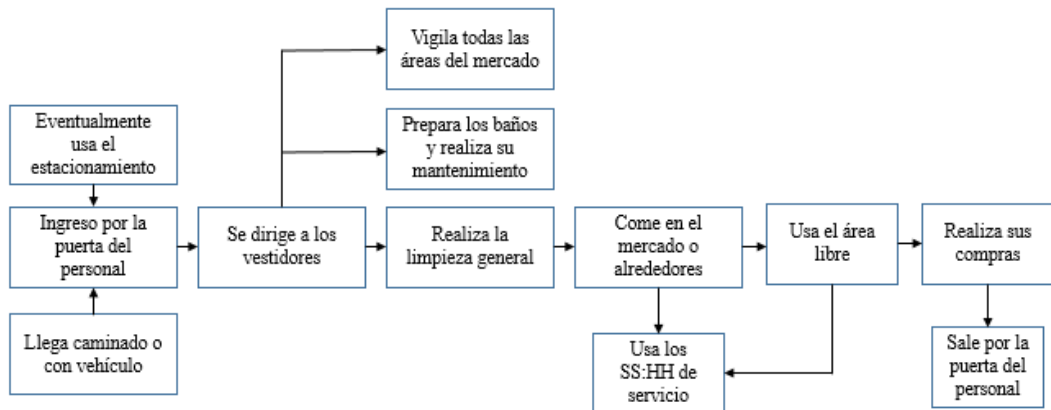 Vigila todas las
áreas del mercado
Eventualmente
usa el
estacionamiento
Prepara los baños
y realiza su
mantenimiento
Ingreso por la
puerta del
personal
Se dirige a los
vestidores
Realiza la
limpieza general
Come en el
mercado o
alrededores
Usa el área
libre
Realiza sus
compras
Llega caminado o
con vehículo
Usa los
SS:HH de
servicio
Sale por la
puerta del
personal